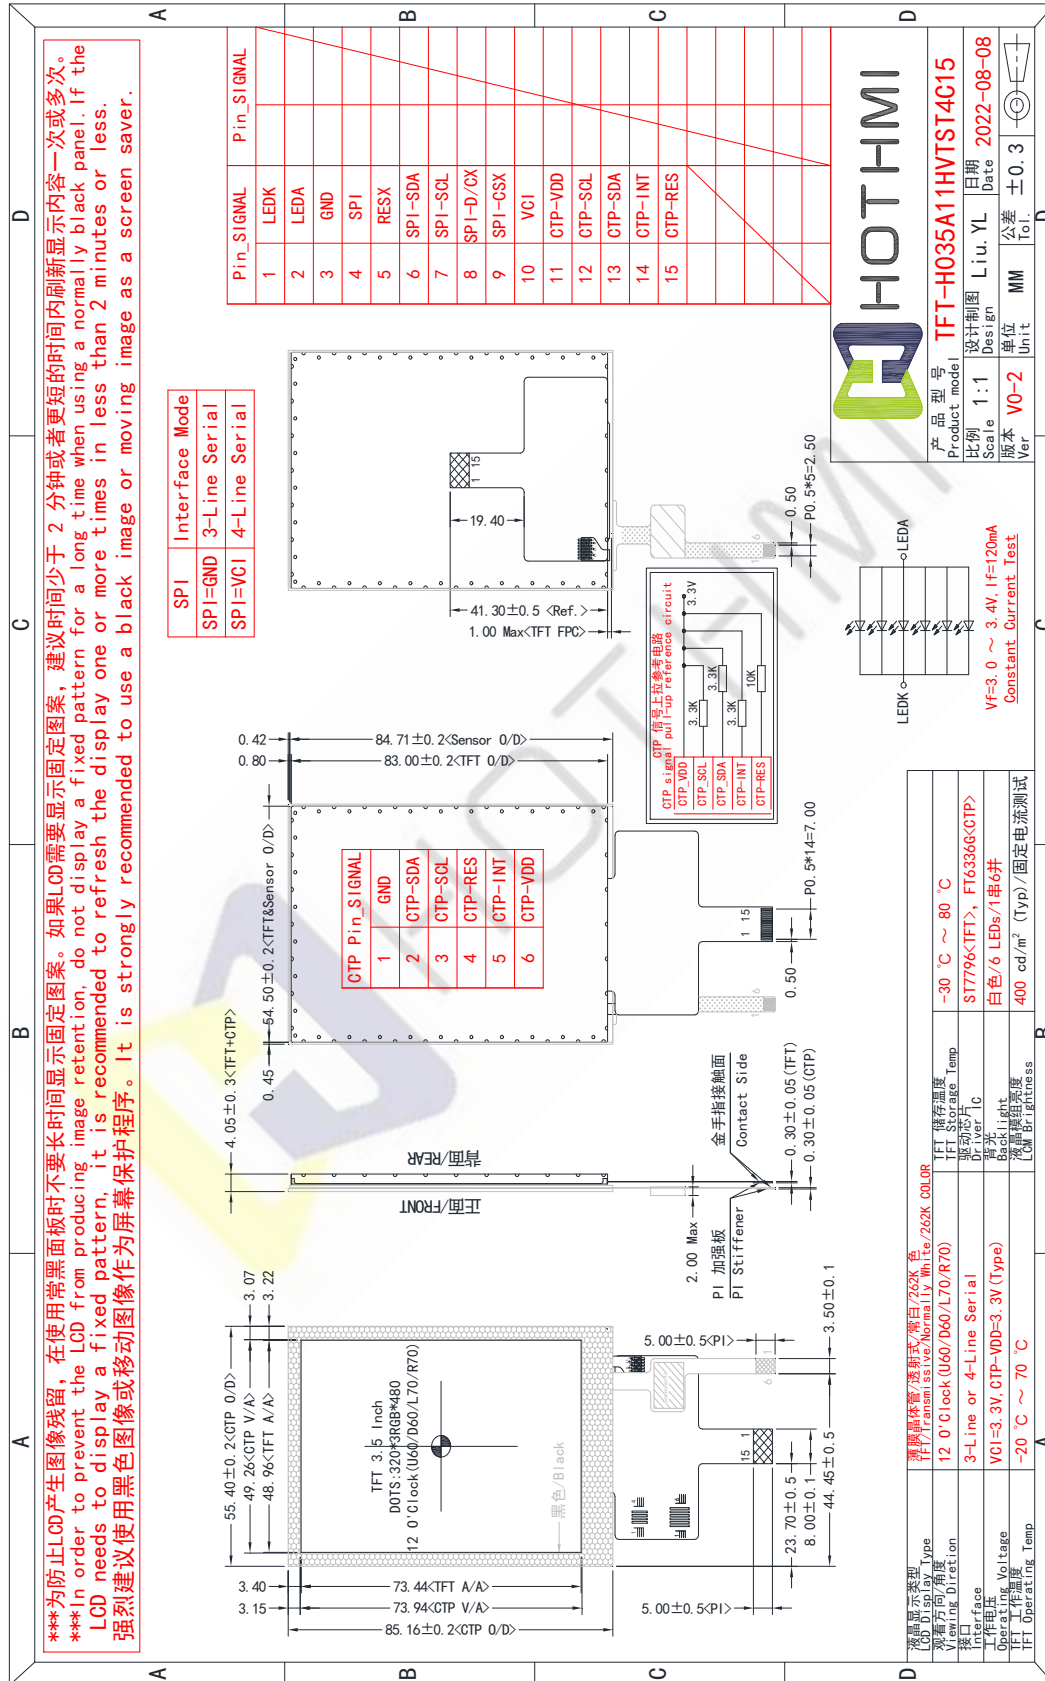 ***为防止LCD产生图像残留，在使用常黑面板时不要长时间显示固定图案。如果LCD需要显示固定图案，建议时间少于 2 分钟或者更短的时间内刷新显示内容一次或多次。
***In order to prevent the LCD from producing image retention, do not display a fixed pattern for a long time when using a normally black panel. If the
LCD needs to display a fixed pattern, it is recommended to refresh the display one or more times in less than 2 minutes or less.
强烈建议使用黑色图像或移动图像作为屏幕保护程序。It is strongly recommended to use a black image or moving image as a screen saver.
A
B
C
D
A
B
C
D
55.40±0.2<CTP O/D>
49.26<CTP V/A>
48.96<TFT A/A>
3.07
3.22
3.40
3.15
73.44<TFT A/A>
73.94<CTP V/A>
85.16±0.2<CTP O/D>
TFT 3.5 Inch
DOTS:320*3RGB*480
12 O'Clock(U60/D60/L70/R70)
黑色/Black
5.00±0.5<PI>
5.00±0.5<PI>
15 1
6 1
23.70±0.5
8.00±0.1
44.45±0.5
3.50±0.1
4.05±0.3<TFT+CTP>
正面/FRONT
背面/REAR
2.00 Max
PI 加强板
PI Stiffener
金手指接触面
Contact Side
0.30±0.05(TFT)
0.30±0.05(CTP)
0.45
54.50±0.2<TFT&Sensor O/D>
0.42
0.80
84.71±0.2<Sensor O/D>
83.00±0.2<TFT O/D>
CTP Pin_SIGNAL
1 GND
2 CTP-SDA
3 CTP-SCL
4 CTP-RES
5 CTP-INT
6 CTP-VDD
1 6
1 15
0.50
P0.5*14=7.00
SPI Interface Mode
SPI=GND 3-Line Serial
SPI=VCI 4-Line Serial
1 15
19.40
41.30±0.5 <Ref.>
1.00 Max<TFT FPC>
1 6
0.50
P0.5*5=2.50
CTP 信号上拉参考电路
CTP signal pull-up reference circuit
CTP_VDD
CTP_SCL
CTP_SDA
CTP-INT
CTP-RES
3.3K
3.3K
3.3K
10K
3.3V
LEDK
LEDA
Vf=3.0 ～ 3.4V, If=120mA
Constant Current Test
Pin_SIGNAL Pin_SIGNAL
1 LEDK
2 LEDA
3 GND
4 SPI
5 RESX
6 SPI-SDA
7 SPI-SCL
8 SPI-D/CX
9 SPI-CSX
10 VCI
11 CTP-VDD
12 CTP-SCL
13 CTP-SDA
14 CTP-INT
15 CTP-RES
液晶显示类型
LCD Display Type
薄膜晶体管/透射式/常白/262K 色
TFT/Transmissive/Normally White/262K COLOR
观看方向/角度
Viewing Diretion
12 O'Clock(U60/D60/L70/R70)
接口
Interface
3-Line or 4-Line Serial
工作电压
Operating Voltage
VCI=3.3V, CTP-VDD=3.3V(Type)
TFT 工作温度
TFT Operating Temp
-20 ℃ ～ 70 ℃
TFT 储存温度
TFT Storage Temp
-30 ℃ ～ 80 ℃
驱动芯片
Driver IC
ST7796<TFT>, FT6336G<CTP>
背光
Backlight
白色/6 LEDs/1串6并
液晶模组亮度
LCM Brightness
400 cd/m² (Typ)/固定电流测试
HOTHMI
产 品 型 号
Product model
TFT-H035A11HVTST4C15
比例
Scale
1:1
设计制图
Design
Liu.YL
日期
Date
2022-08-08
版本
Ver
V0-2
单位
Unit
MM
公差
Tol.
±0.3
HOTHMI